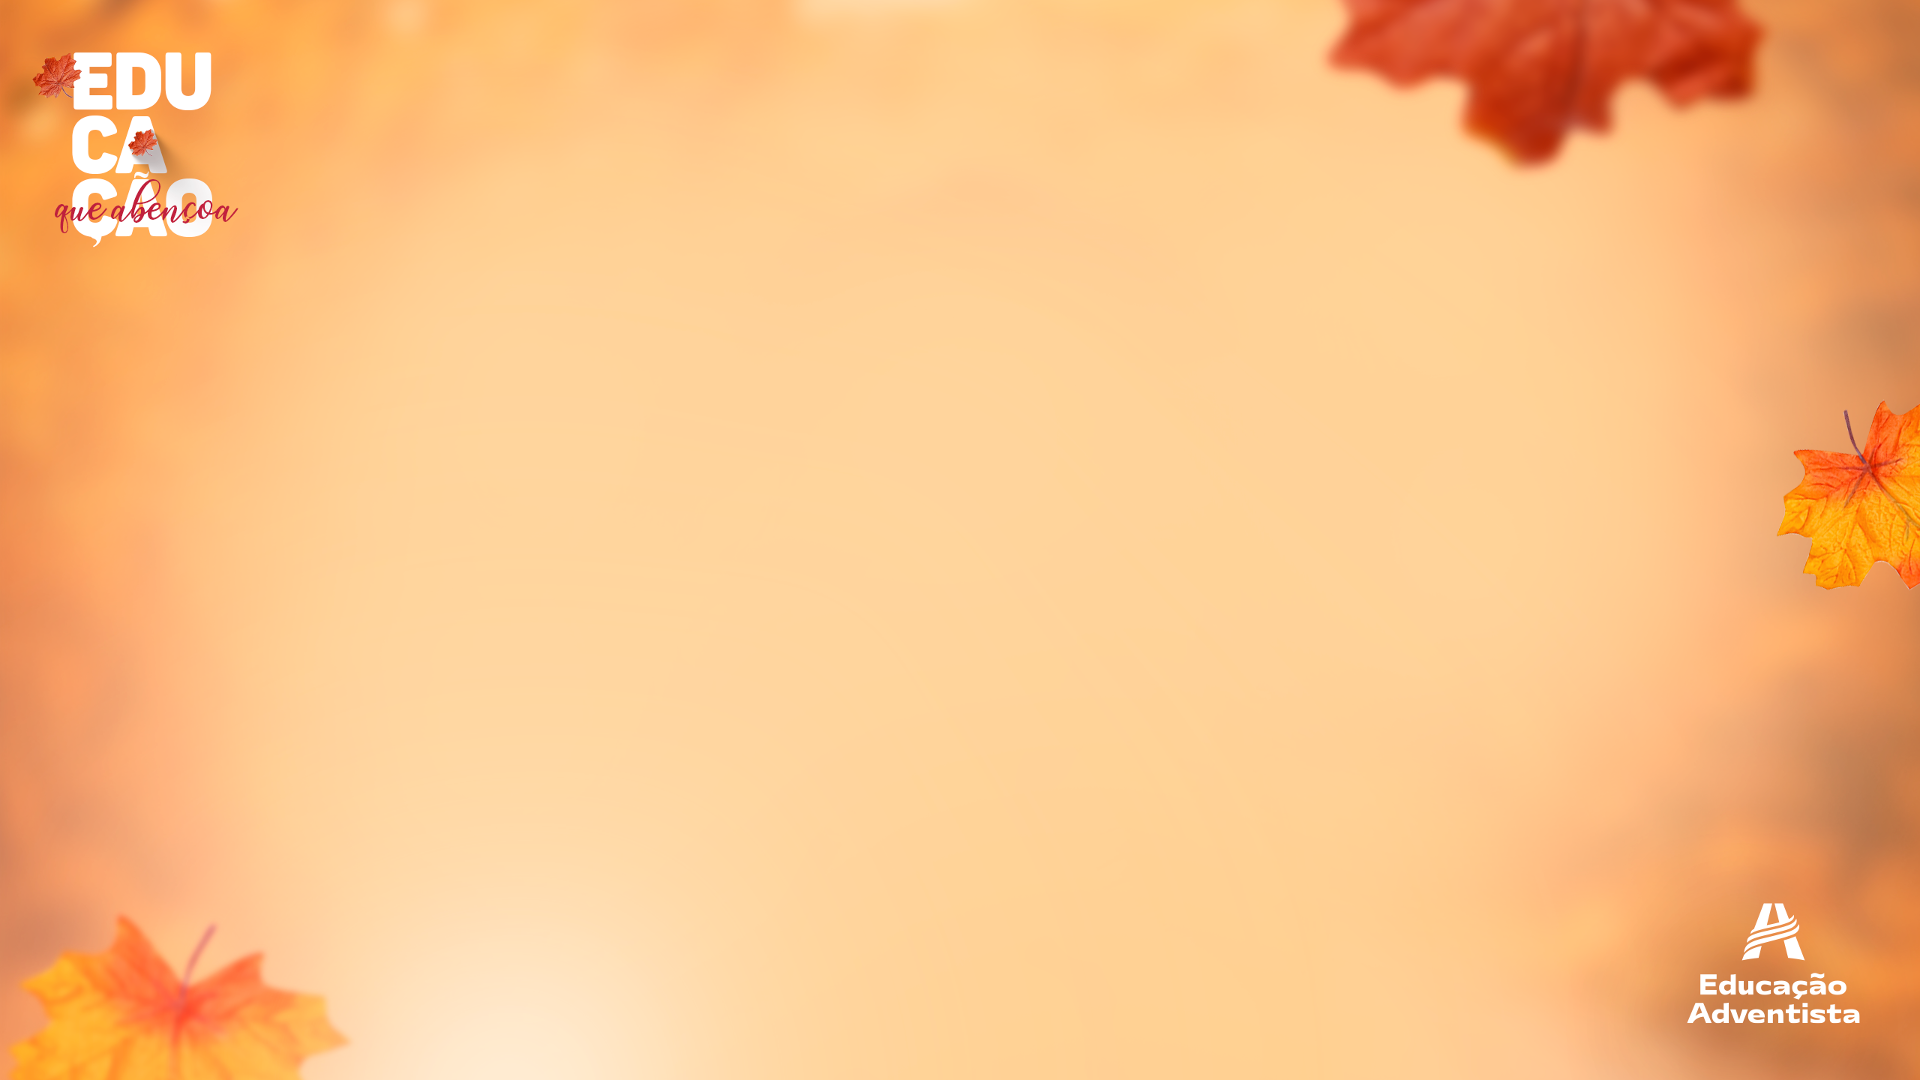 EDU
CA
ÇÃO
que abençoa
Educação
Adventista